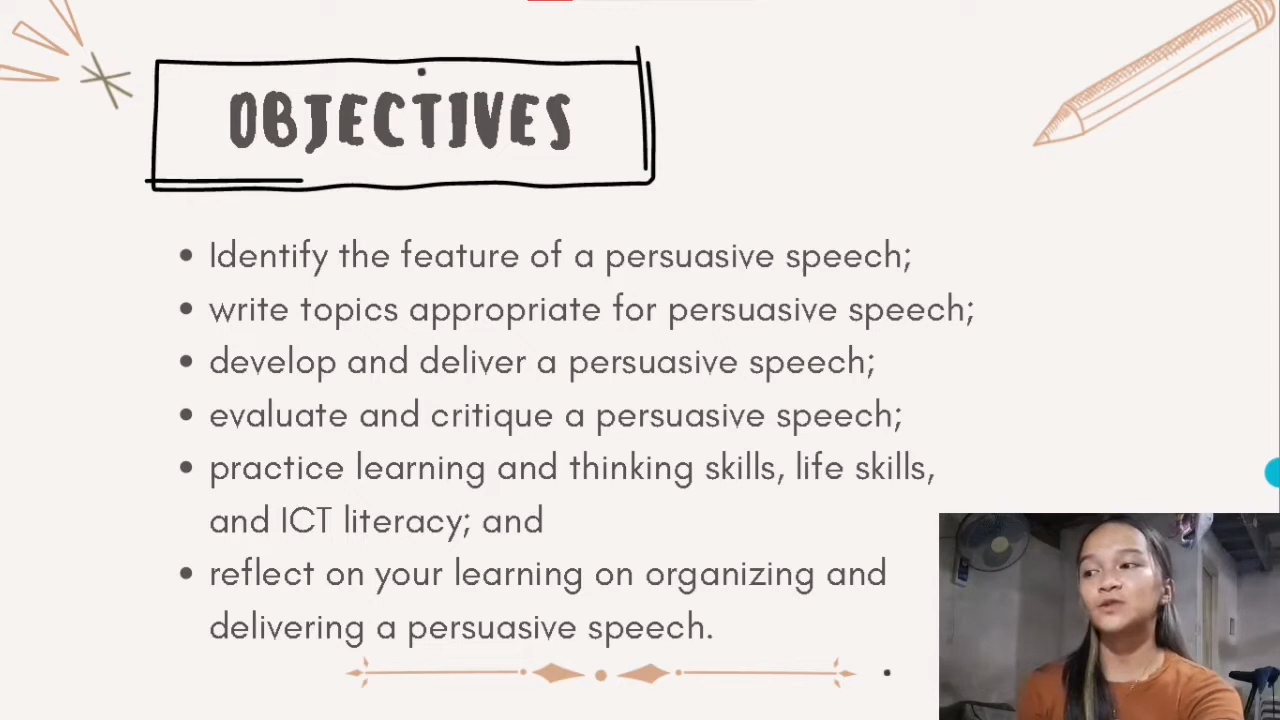 OBJECTIVES
• Identify the feature of a persuasive speech;
• write topics appropriate for persuasive speech;
• develop and deliver a persuasive speech;
• evaluate and critique a persuasive speech;
• practice learning and thinking skills, life skills,
and ICT literacy; and
• reflect on your learning on organizing and
delivering a persuasive speech.